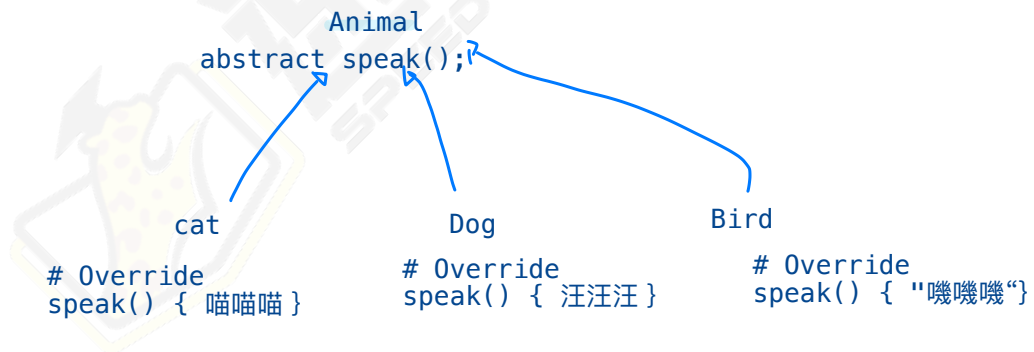 Animal
abstract speak();
cat
Dog
Bird
# Override
speak() { 喵喵喵 }
# Override
speak() { 汪汪汪 }
# Override
speak() { "嘰嘰嘰“}